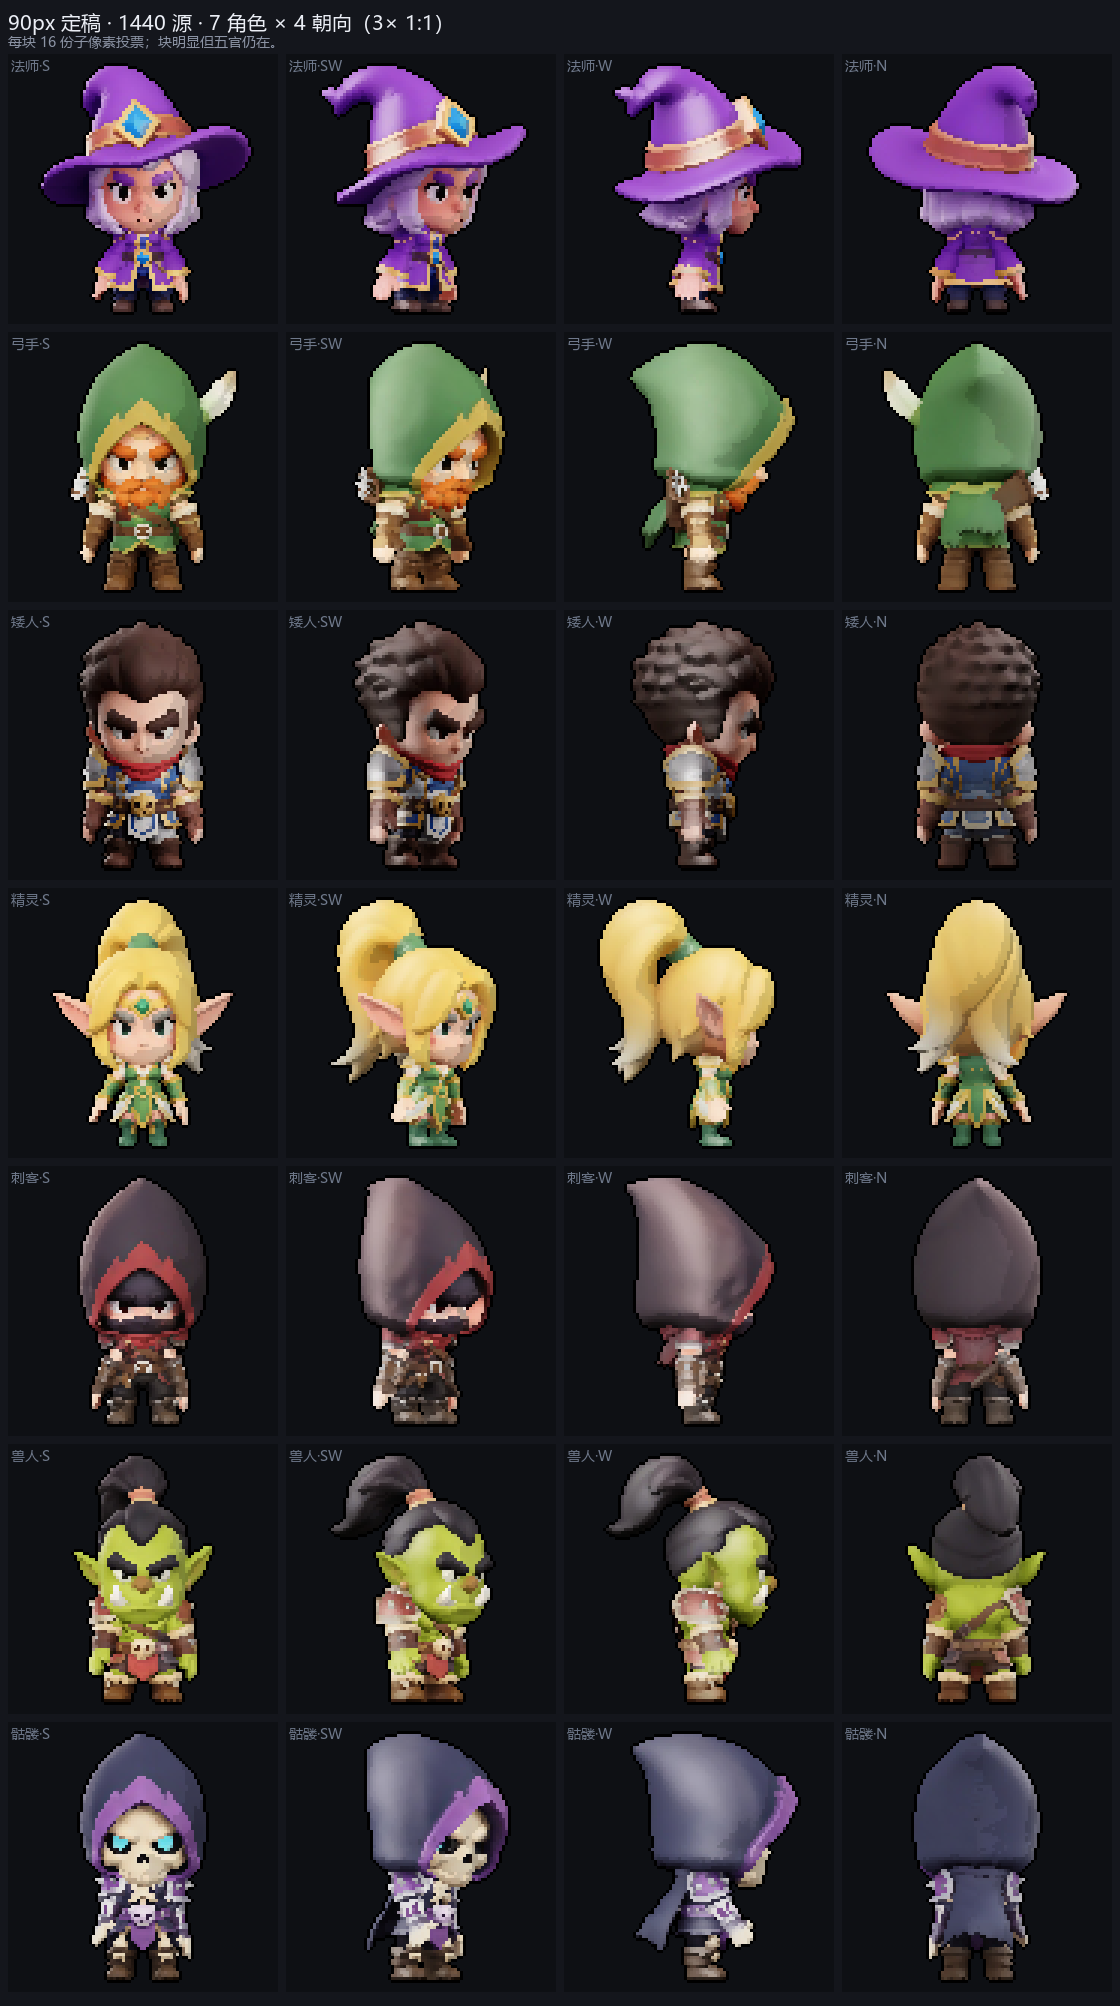 90px 定稿 · 1440 源 · 7 角色 × 4 朝向（3× 1:1）
每块 16 份子像素投票；块明显但五官仍在。
法师·S
法师·SW
法师·W
法师·N
弓手·S
弓手·SW
弓手·W
弓手·N
矮人·S
矮人·SW
矮人·W
矮人·N
精灵·S
精灵·SW
精灵·W
精灵·N
刺客·S
刺客·SW
刺客·W
刺客·N
兽人·S
兽人·SW
兽人·W
兽人·N
骷髅·S
骷髅·SW
骷髅·W
骷髅·N